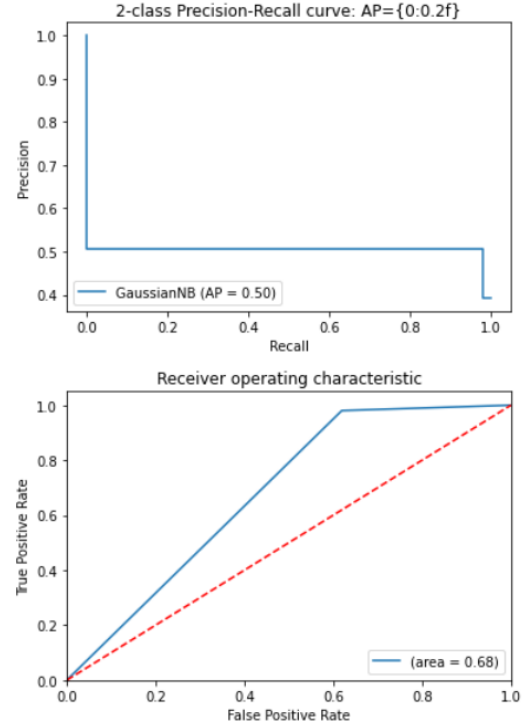 2-class Precision-Recall curve: AP={0:0.2f}
1.0
0.9
0.8
0.7
0.6
0.5
0.4
Precision
GaussianNB (AP = 0.50)
0.0 0.2 0.4 0.6 0.8 1.0
Recall
Receiver operating characteristic
1.0
0.8
0.6
0.4
0.2
0.0
True Positive Rate
(area = 0.68)
0.0 0.2 0.4 0.6 0.8 1.0
False Positive Rate